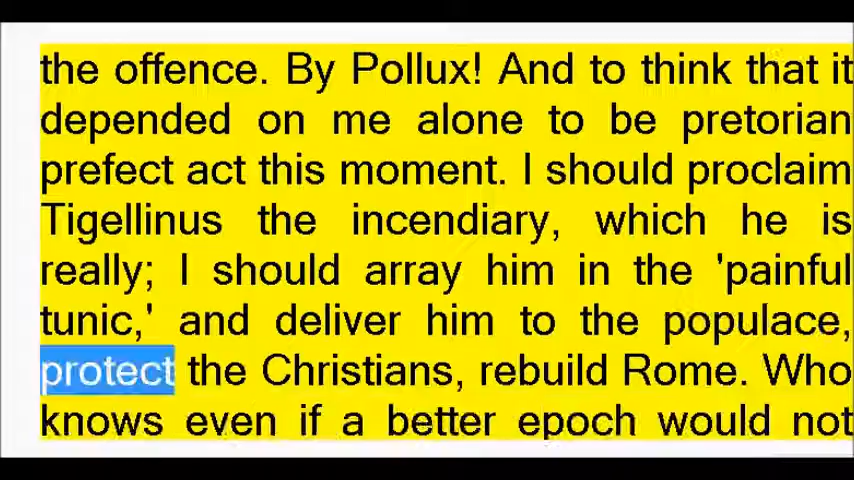 the offence. By Pollux! And to think that it
depended on me alone to be pretorian
prefect act this moment. I should proclaim
Tigellinus the incendiary, which he is
really; I should array him in the 'painful
tunic,' and deliver him to the populace,
protect the Christians, rebuild Rome. Who
knows even if a better epoch would not